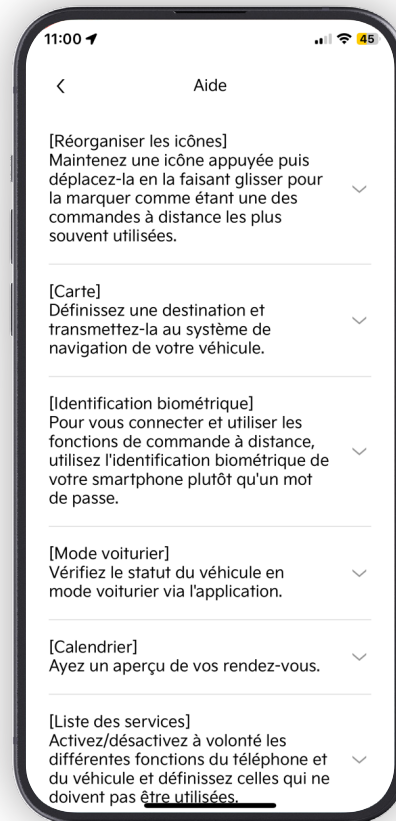 11:00
45
Aide
[Réorganiser les icônes]
Maintenez une icône appuyée puis
déplacez-la en la faisant glisser pour
la marquer comme étant une des
commandes à distance les plus
souvent utilisées.
[Carte]
Définissez une destination et
transmettez-la au système de
navigation de votre véhicule.
[Identification biométrique]
Pour vous connecter et utiliser les
fonctions de commande à distance,
utilisez l'identification biométrique de
votre smartphone plutôt qu'un mot
de passe.
[Mode voiturier]
Vérifiez le statut du véhicule en
mode voiturier via l'application.
[Calendrier]
Ayez un aperçu de vos rendez-vous.
[Liste des services]
Activez/désactivez à volonté les
différentes fonctions du téléphone et
du véhicule et définissez celles qui ne
doivent pas être utilisées.